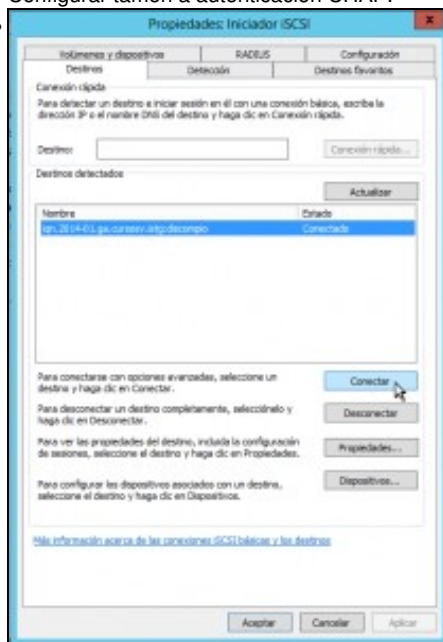 Configurar tamén a autenticación CHAP.
Propiedades: Iniciador iSCSI
Volúmenes y dispositivos RADIUS Configuración
Destinos Detección Destinos favoritos
Conexión rápida
Para detectar un destino e iniciar sesión en él con una conexión básica, escriba la
dirección IP o el nombre DNS del destino y haga clic en Conexión rápida.
Destino: Conexión rápida...
Destinos detectados
Actualizar
Nombre Estado
Conectado
Para conectarse con opciones avanzadas, seleccione un
destino y haga clic en Conectar.
Conectar
Para desconectar un destino completamente, selecciónelo y
haga clic en Desconectar.
Desconectar
Para ver las propiedades del destino, incluida la configuración
de sesiones, seleccione el destino y haga clic en Propiedades.
Propiedades...
Para configurar los dispositivos asociados con un destino,
seleccione el destino y haga clic en Dispositivos.
Dispositivos...
Más información acerca de las conexiones iSCSI básicas y los destinos
Aceptar Cancelar Aplicar